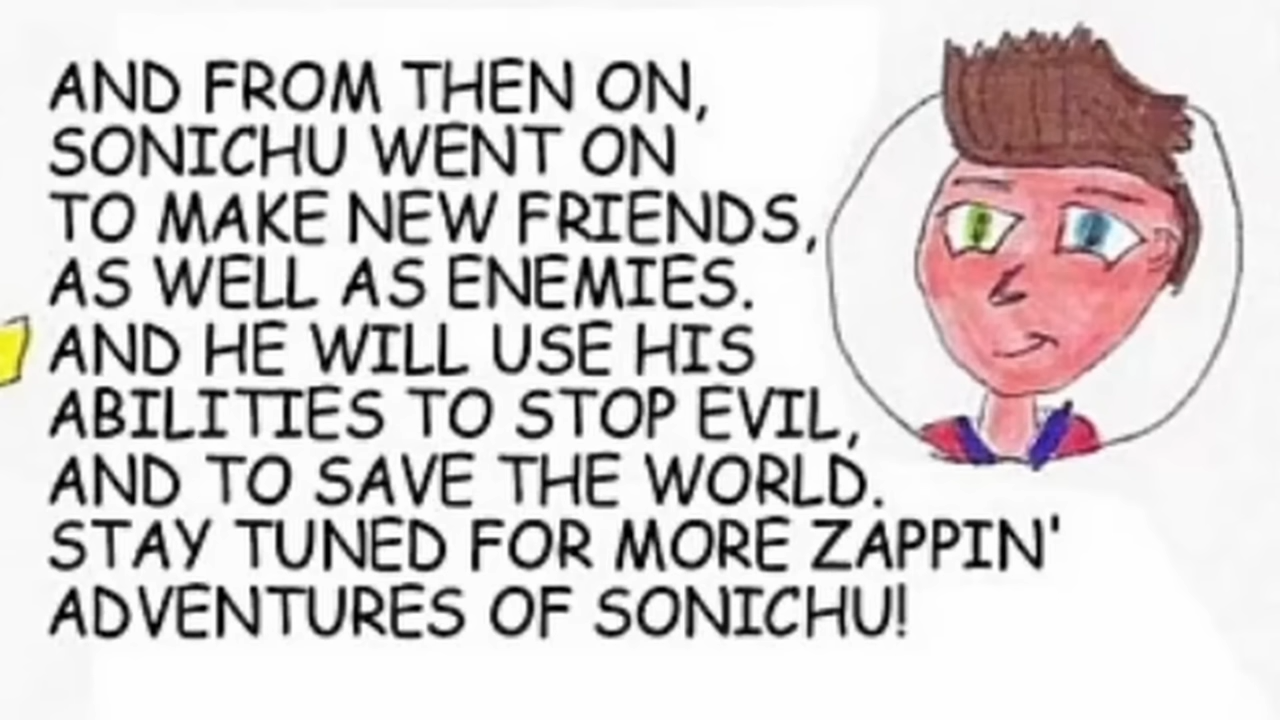 AND FROM THEN ON,
SONICHU WENT ON
TO MAKE NEW FRIENDS,
AS WELL AS ENEMIES.
AND HE WILL USE HIS
ABILITIES TO STOP EVIL,
AND TO SAVE THE WORLD.
STAY TUNED FOR MORE ZAPPIN'
ADVENTURES OF SONICHU!